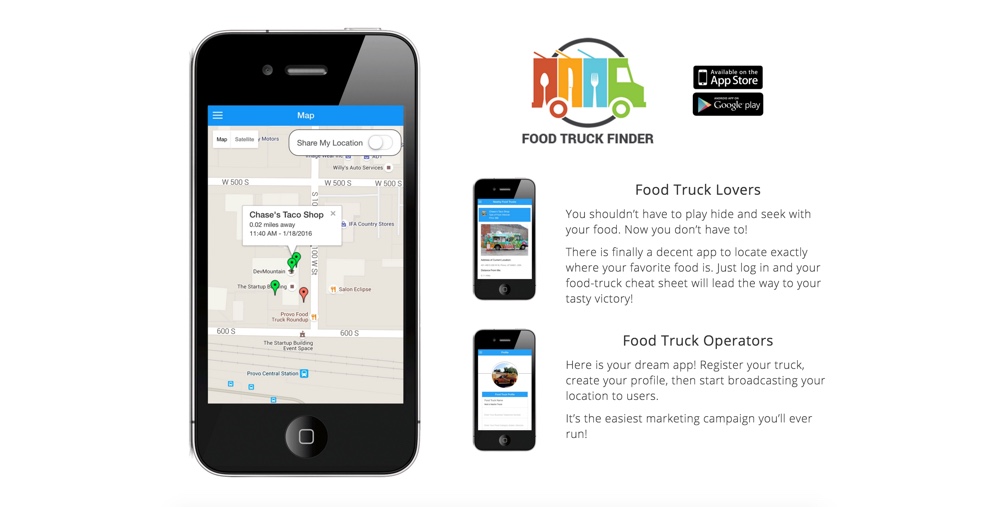 Map
Map Satellite
y Motors
Share My Location
Willy's Auto Services
W 500 S
W 500 S
Chase's Taco Shop
0.02 miles away
11:40 AM - 1/18/2016
IFA Country Stores
S 10
100 W St
DevMountain
The Startup B
Salon Eclipse
Provo Food
Truck Roundup
600 S
600 S
The Startup Building
Event Space
Provo Central Station
FOOD TRUCK FINDER
Available on the
App Store
ANDROID APP ON
Google play
Food Truck Lovers
You shouldn't have to play hide and seek with
your food. Now you don't have to!
There is finally a decent app to locate exactly
where your favorite food is. Just log in and your
food-truck cheat sheet will lead the way to your
tasty victory!
Food Truck Operators
Here is your dream app! Register your truck,
create your profile, then start broadcasting your
location to users.
It's the easiest marketing campaign you'll ever
run!